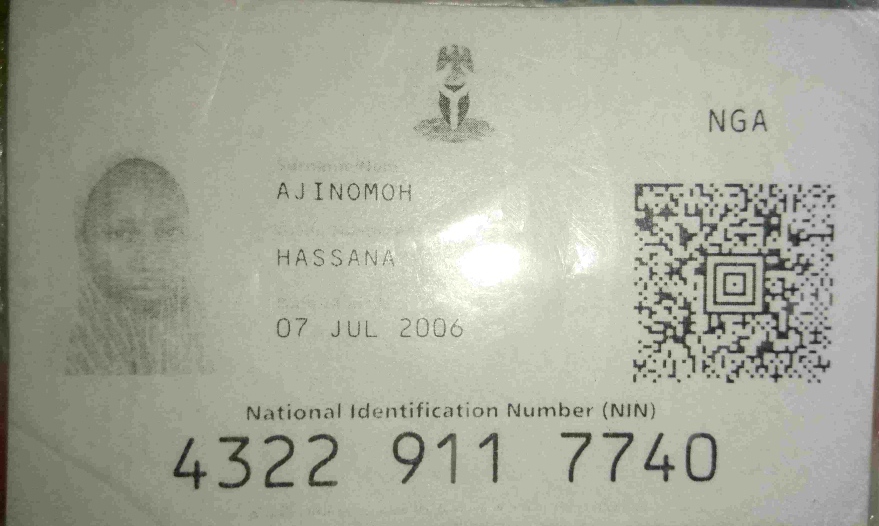 NGA
AJINOMOH
HASSANA
07 JUL 2006
National Identification Number (NIN)
4322 911 7740